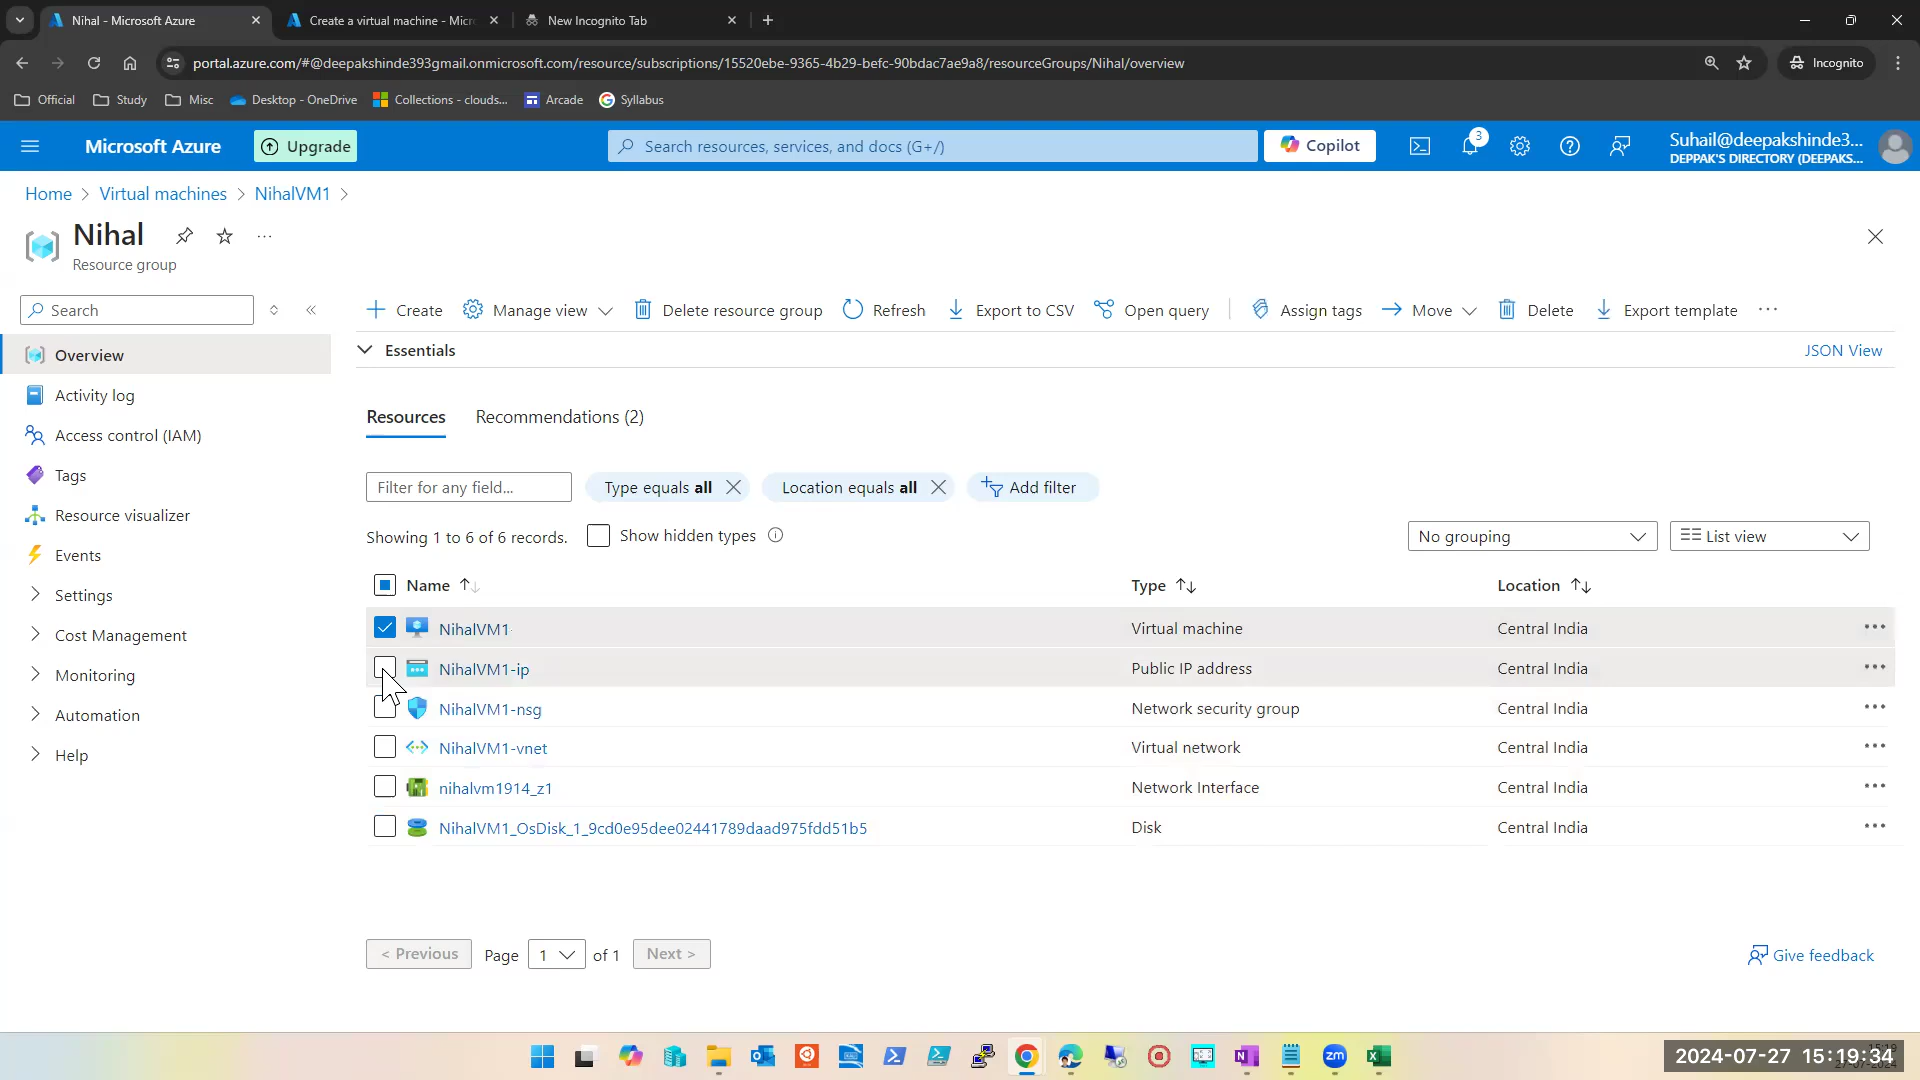 Nihal - Microsoft Azure
Create a virtual machine - Micr
New Incognito Tab
portal.azure.com/#@deepakshinde393gmail.onmicrosoft.com/resource/subscriptions/15520ebe-9365-4b29-befc-90bdac7ae9a8/resourceGroups/Nihal/overview
Incognito
Official
Study
Misc
Desktop - OneDrive
Collections - clouds...
Arcade
Syllabus
Microsoft Azure
Upgrade
Search resources, services, and docs (G+/)
Copilot
3
Suhail@deepakshinde3...
DEPPAK'S DIRECTORY (DEEPAKS...
Home > Virtual machines > NihalVM1 >
Nihal
...
Resource group
Search
Create
Manage view
Delete resource group
Refresh
Export to CSV
Open query
Assign tags
Move
Delete
Export template
...
Overview
Activity log
Access control (IAM)
Tags
Resource visualizer
Events
Settings
Cost Management
Monitoring
Automation
Help
Essentials
JSON View
Resources
Recommendations (2)
Filter for any field...
Type equals all
Location equals all
Add filter
Showing 1 to 6 of 6 records.
Show hidden types
No grouping
List view
Name
Type
Location
NihalVM1 Virtual machine Central India ...
NihalVM1-ip Public IP address Central India ...
NihalVM1-nsg Network security group Central India ...
NihalVM1-vnet Virtual network Central India ...
nihalvm1914_z1 Network Interface Central India ...
NihalVM1_OsDisk_1_9cd0e95dee02441789daad975fdd51b5 Disk Central India ...
< Previous
Page 1 of 1
Next >
Give feedback
zm
2024-07-27 15:19:34